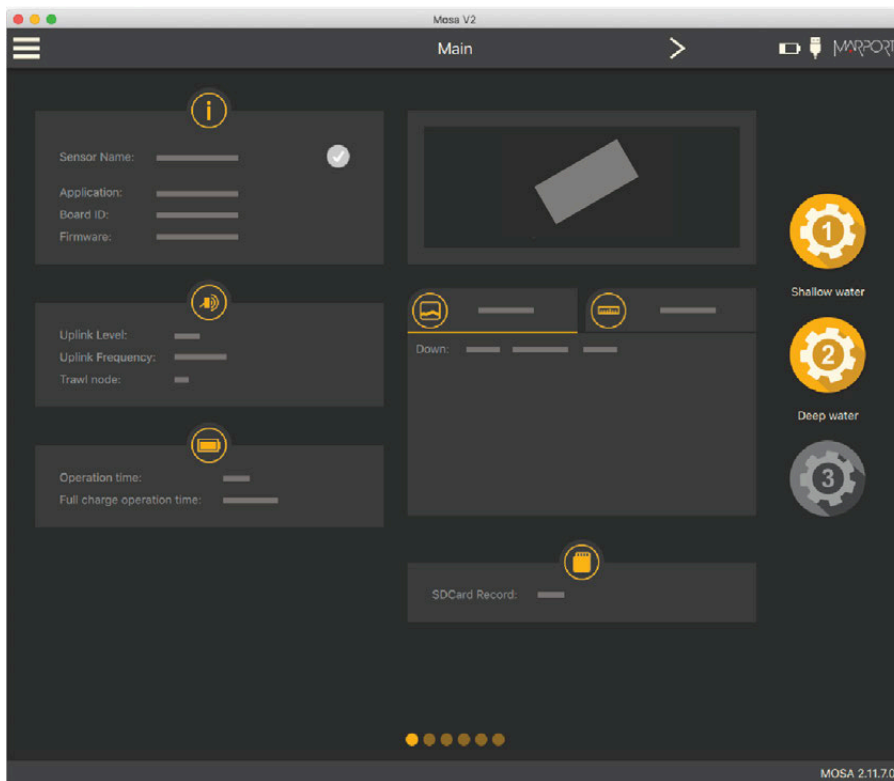 Mosa V2
Main
MARPORT
Sensor Name:
Application:
Board ID:
Firmware:
Uplink Level:
Uplink Frequency:
Trawl node:
Operation time:
Full charge operation time:
Down:
SDCard Record:
1
Shallow water
2
Deep water
3
MOSA 2.11.7.0